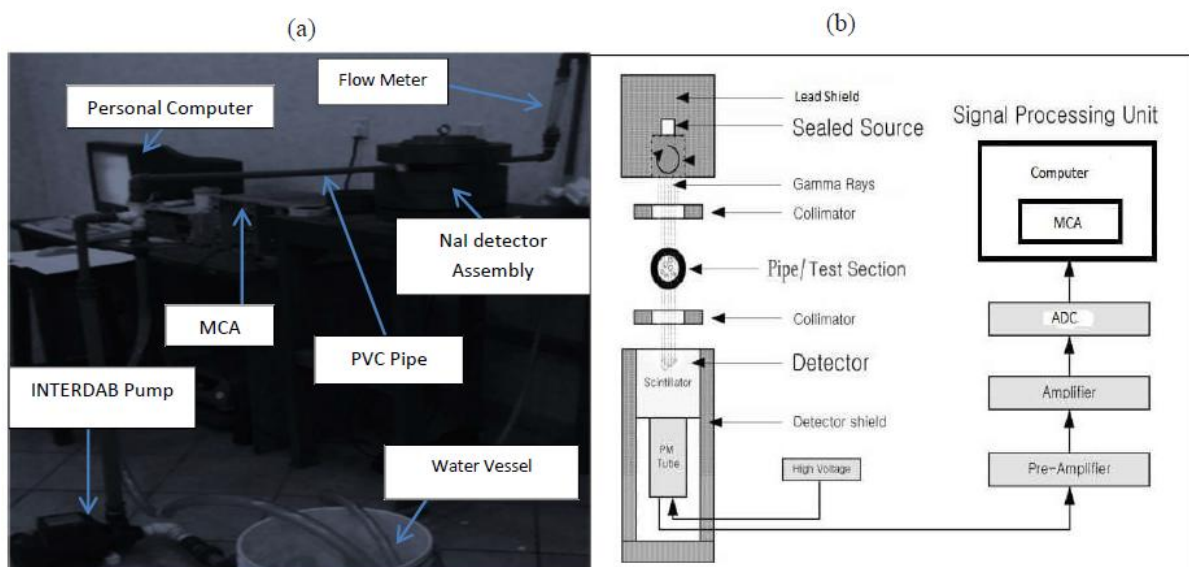 (a)
Flow Meter
Personal Computer
NaI detector
Assembly
MCA
PVC Pipe
INTERDAB Pump
Water Vessel
(b)
Lead Shield
Sealed Source
Gamma Rays
Collimator
Pipe/ Test Section
Collimator
Detector
Scintillator
Detector shield
PM
Tube
High Voltage
Signal Processing Unit
Computer
MCA
ADC
Amplifier
Pre-Amplifier